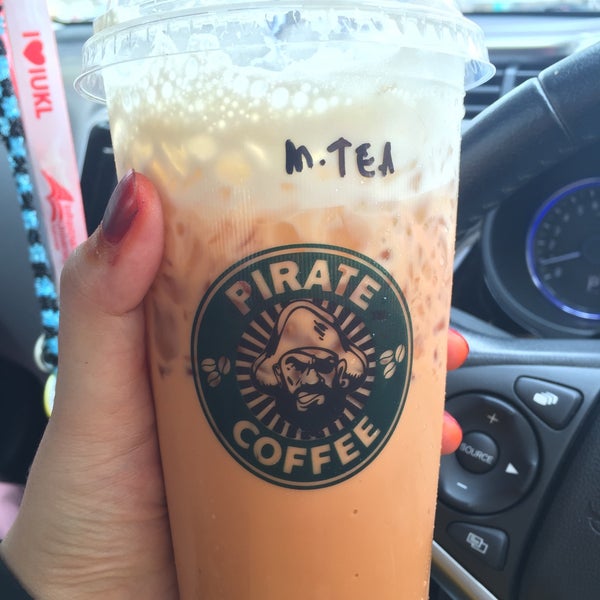 I ♥ IUKL
M.TEA
PIRATE
COFFEE
SOURCE